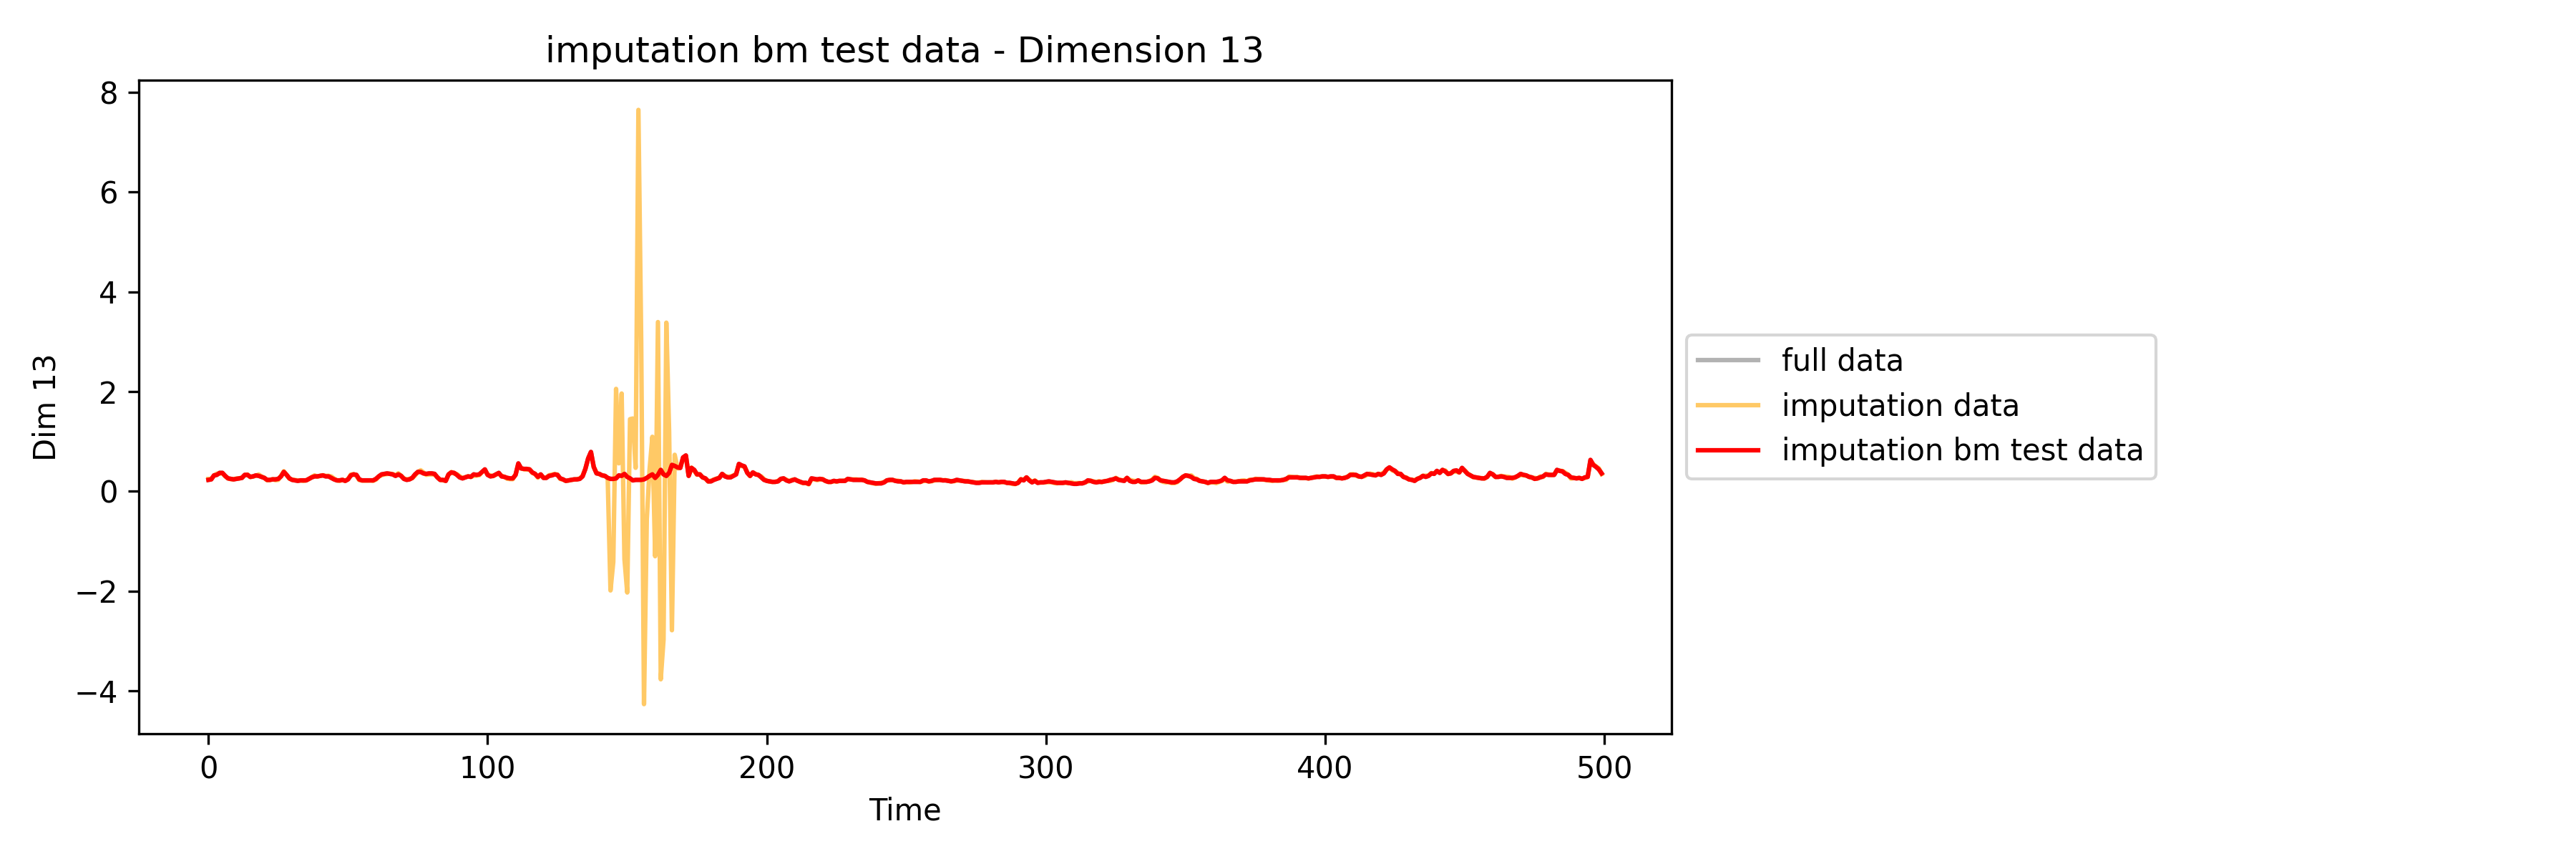 imputation bm test data - Dimension 13
8
6
4
2
0
−2
−4
Dim 13
0 100 200 300 400 500
Time
full data
imputation data
imputation bm test data